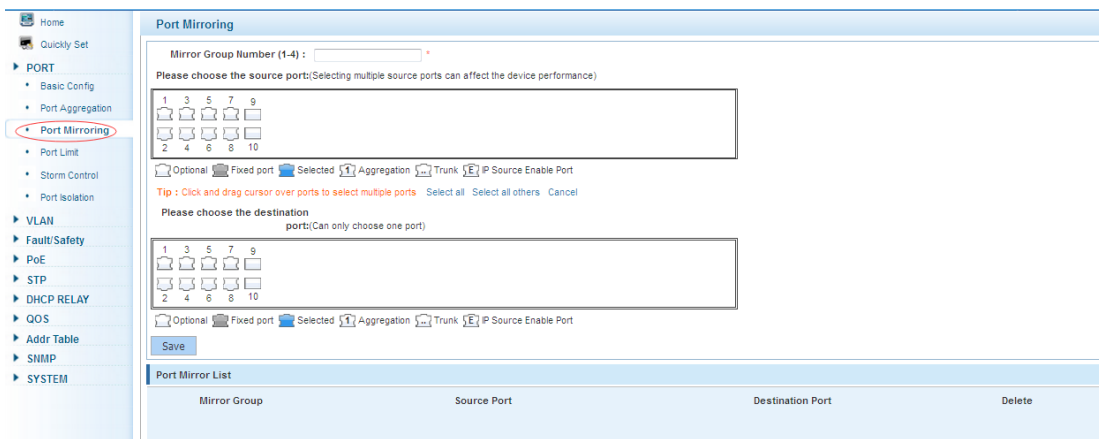 Home
Quickly Set
PORT
Basic Config
Port Aggregation
Port Mirroring
Port Limit
Storm Control
Port Isolation
VLAN
Fault/Safety
PoE
STP
DHCP RELAY
QOS
Addr Table
SNMP
SYSTEM
Port Mirroring
Mirror Group Number (1-4) : *
Please choose the source port:(Selecting multiple source ports can affect the device performance)
1 3 5 7 9
2 4 6 8 10
Optional Fixed port Selected 1 Aggregation ... Trunk E IP Source Enable Port
Tip : Click and drag cursor over ports to select multiple ports Select all Select all others Cancel
Please choose the destination
port:(Can only choose one port)
1 3 5 7 9
2 4 6 8 10
Optional Fixed port Selected 1 Aggregation ... Trunk E IP Source Enable Port
Save
Port Mirror List
Mirror Group Source Port Destination Port Delete